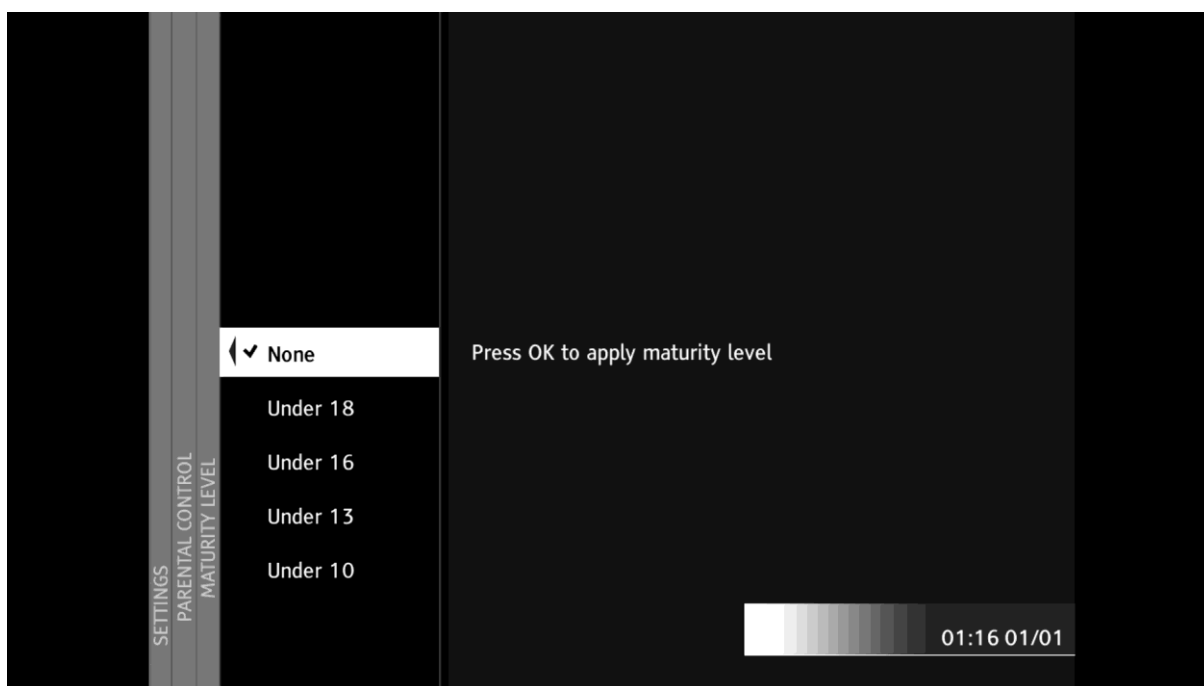 SETTINGS
PARENTAL CONTROL
MATURITY LEVEL
None
Under 18
Under 16
Under 13
Under 10
Press OK to apply maturity level
01:16 01/01